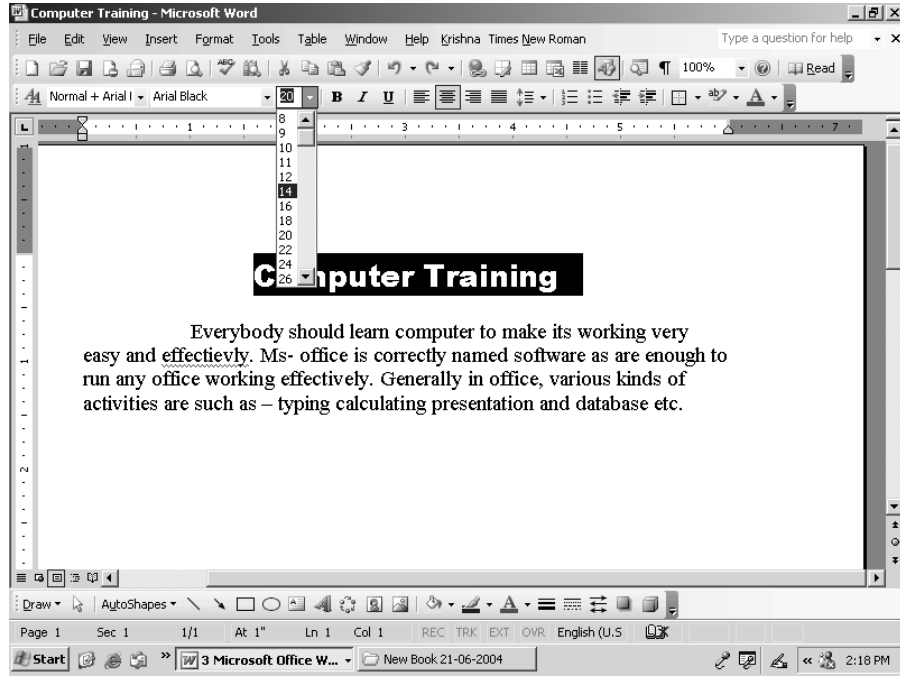 Computer Training - Microsoft Word
File Edit View Insert Format Tools Table Window Help Krishna Times New Roman Type a question for help
100% Read
Normal + Arial Arial Black 20 B I U
1 3 4 5 7
8
9
10
11
12
14
16
18
20
22
24
26
Computer Training
Everybody should learn computer to make its working very
easy and effectievly. Ms- office is correctly named software as are enough to
run any office working effectively. Generally in office, various kinds of
activities are such as – typing calculating presentation and database etc.
Draw AutoShapes
Page 1 Sec 1 1/1 At 1" Ln 1 Col 1 REC TRK EXT OVR English (U.S
Start 3 Microsoft Office W... New Book 21-06-2004 2:18 PM